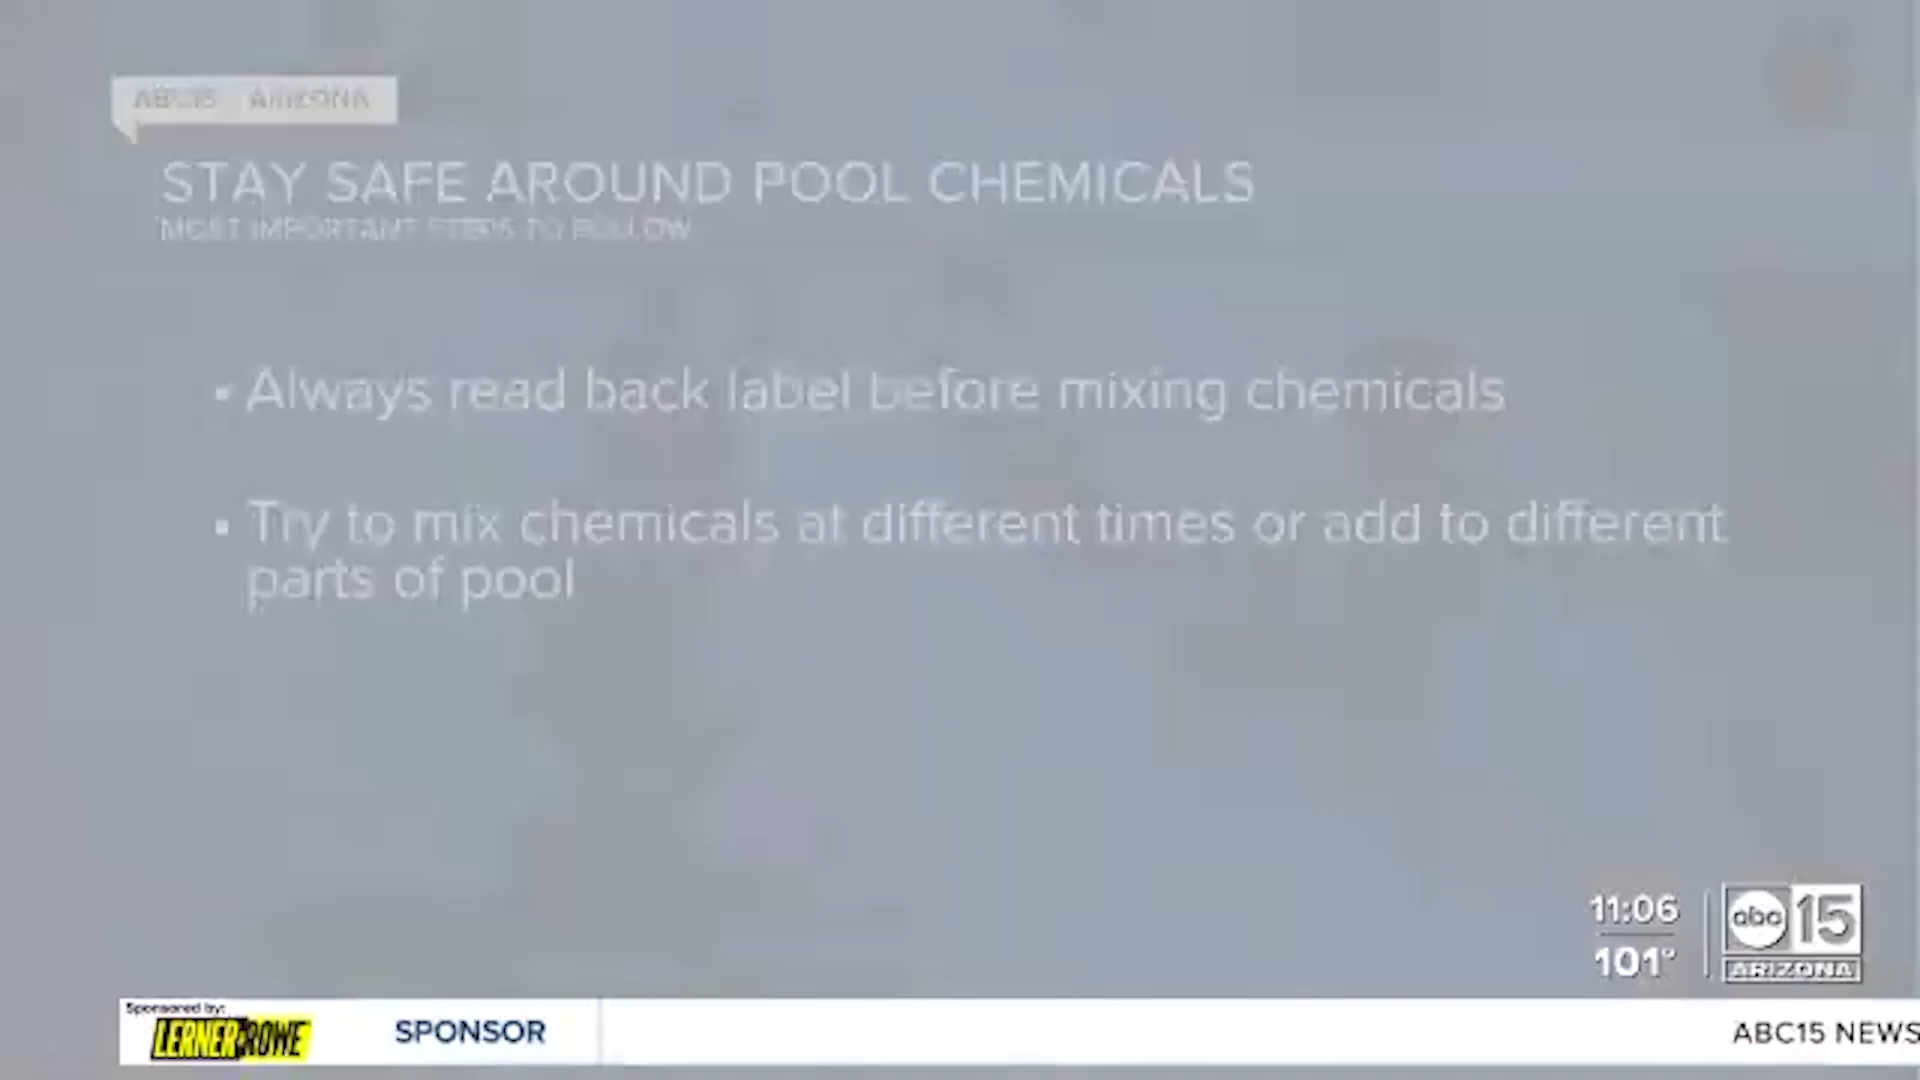 ABC15 ARIZONA
STAY SAFE AROUND POOL CHEMICALS
MOST IMPORTANT STEPS TO FOLLOW
▪ Always read back label before mixing chemicals
▪ Try to mix chemicals at different times or add to different
parts of pool
11:06
101°
abc 15
ARIZONA
Sponsored by:
LERNER ROWE
SPONSOR
ABC15 NEWS